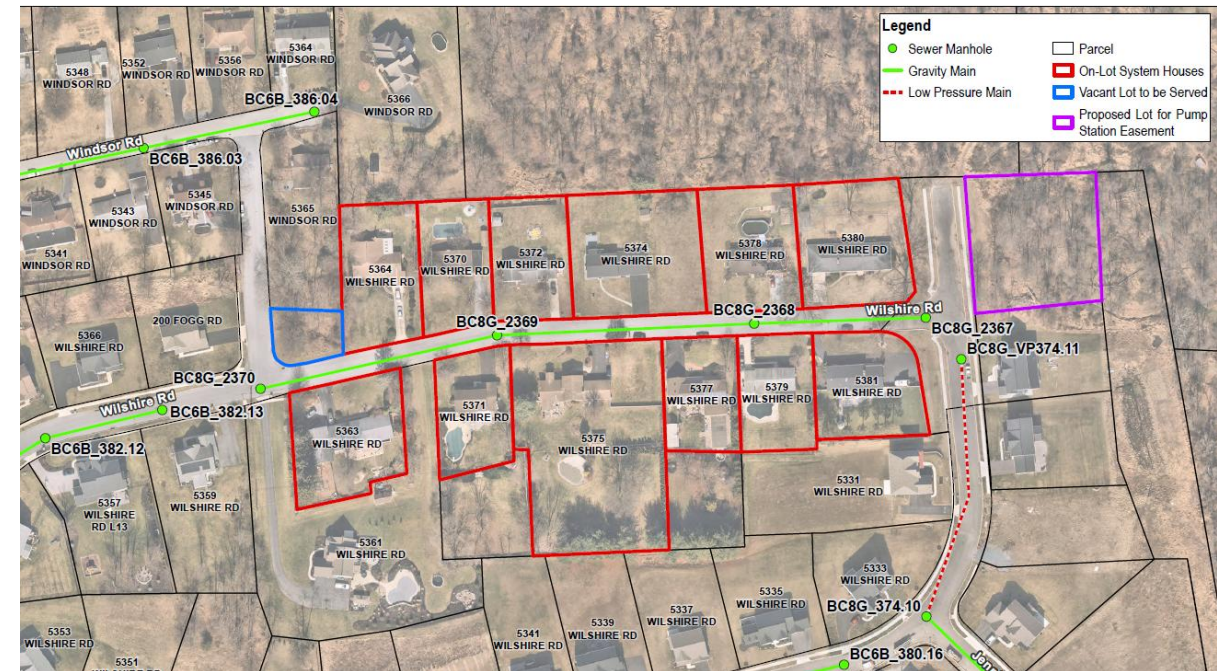 Legend
Sewer Manhole
Gravity Main
Low Pressure Main
Parcel
On-Lot System Houses
Vacant Lot to be Served
Proposed Lot for Pump
Station Easement
5348
WINDSOR RD
5352
WINDSOR RD
5356
WINDSOR RD
5364
WINDSOR RD
5366
WINDSOR RD
BC6B_386.04
Windsor Rd
BC6B_386.03
5341
WINDSOR RD
5343
WINDSOR RD
5345
WINDSOR RD
5365
WINDSOR RD
5364
WILSHIRE RD
5370
WILSHIRE RD
5372
WILSHIRE RD
5374
WILSHIRE RD
5378
WILSHIRE RD
5380
WILSHIRE RD
5366
WILSHIRE RD
200 FOGG RD
BC8G_2369
BC8G_2368
Wilshire Rd
BC8G_2367
BC8G_VP374.11
BC8G_2370
Wilshire Rd
BC6B_382.13
BC6B_382.12
5363
WILSHIRE RD
5371
WILSHIRE RD
5375
WILSHIRE RD
5377
WILSHIRE RD
5379
WILSHIRE RD
5381
WILSHIRE RD
5357
WILSHIRE
RD L13
5359
WILSHIRE RD
5361
WILSHIRE RD
5331
WILSHIRE RD
5333
WILSHIRE RD
5335
WILSHIRE RD
5337
WILSHIRE RD
5339
WILSHIRE RD
5341
WILSHIRE RD
5353
WILSHIRE RD
5351
WILSHIRE RD
BC8G_374.10
BC6B_380.16